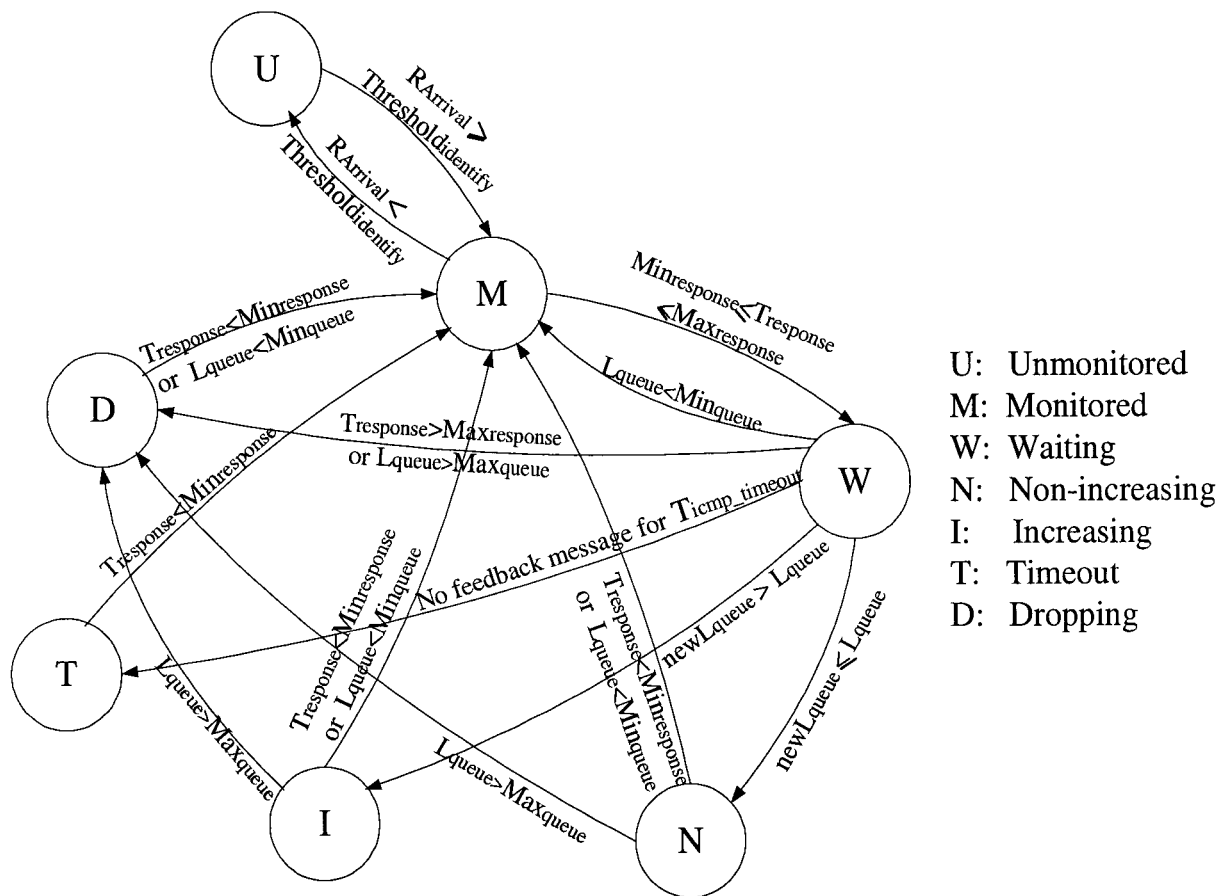 U
RArrival >
Thresholdidentify
RArrival <
Thresholdidentify
M
Minresponse≤Tresponse
≤Maxresponse
Tresponse<Minresponse
or Lqueue<Minqueue
Lqueue<Minqueue
D
Tresponse>Maxresponse
or Lqueue>Maxqueue
W
Tresponse<Minresponse
No feedback message for Ticmp_timeout
Tresponse<Minresponse
or Lqueue<Minqueue
Tresponse<Minresponse
or Lqueue<Minqueue
newLqueue > Lqueue
newLqueue ≤ Lqueue
T
Lqueue>Maxqueue
Lqueue>Maxqueue
I
N
U: Unmonitored
M: Monitored
W: Waiting
N: Non-increasing
I: Increasing
T: Timeout
D: Dropping